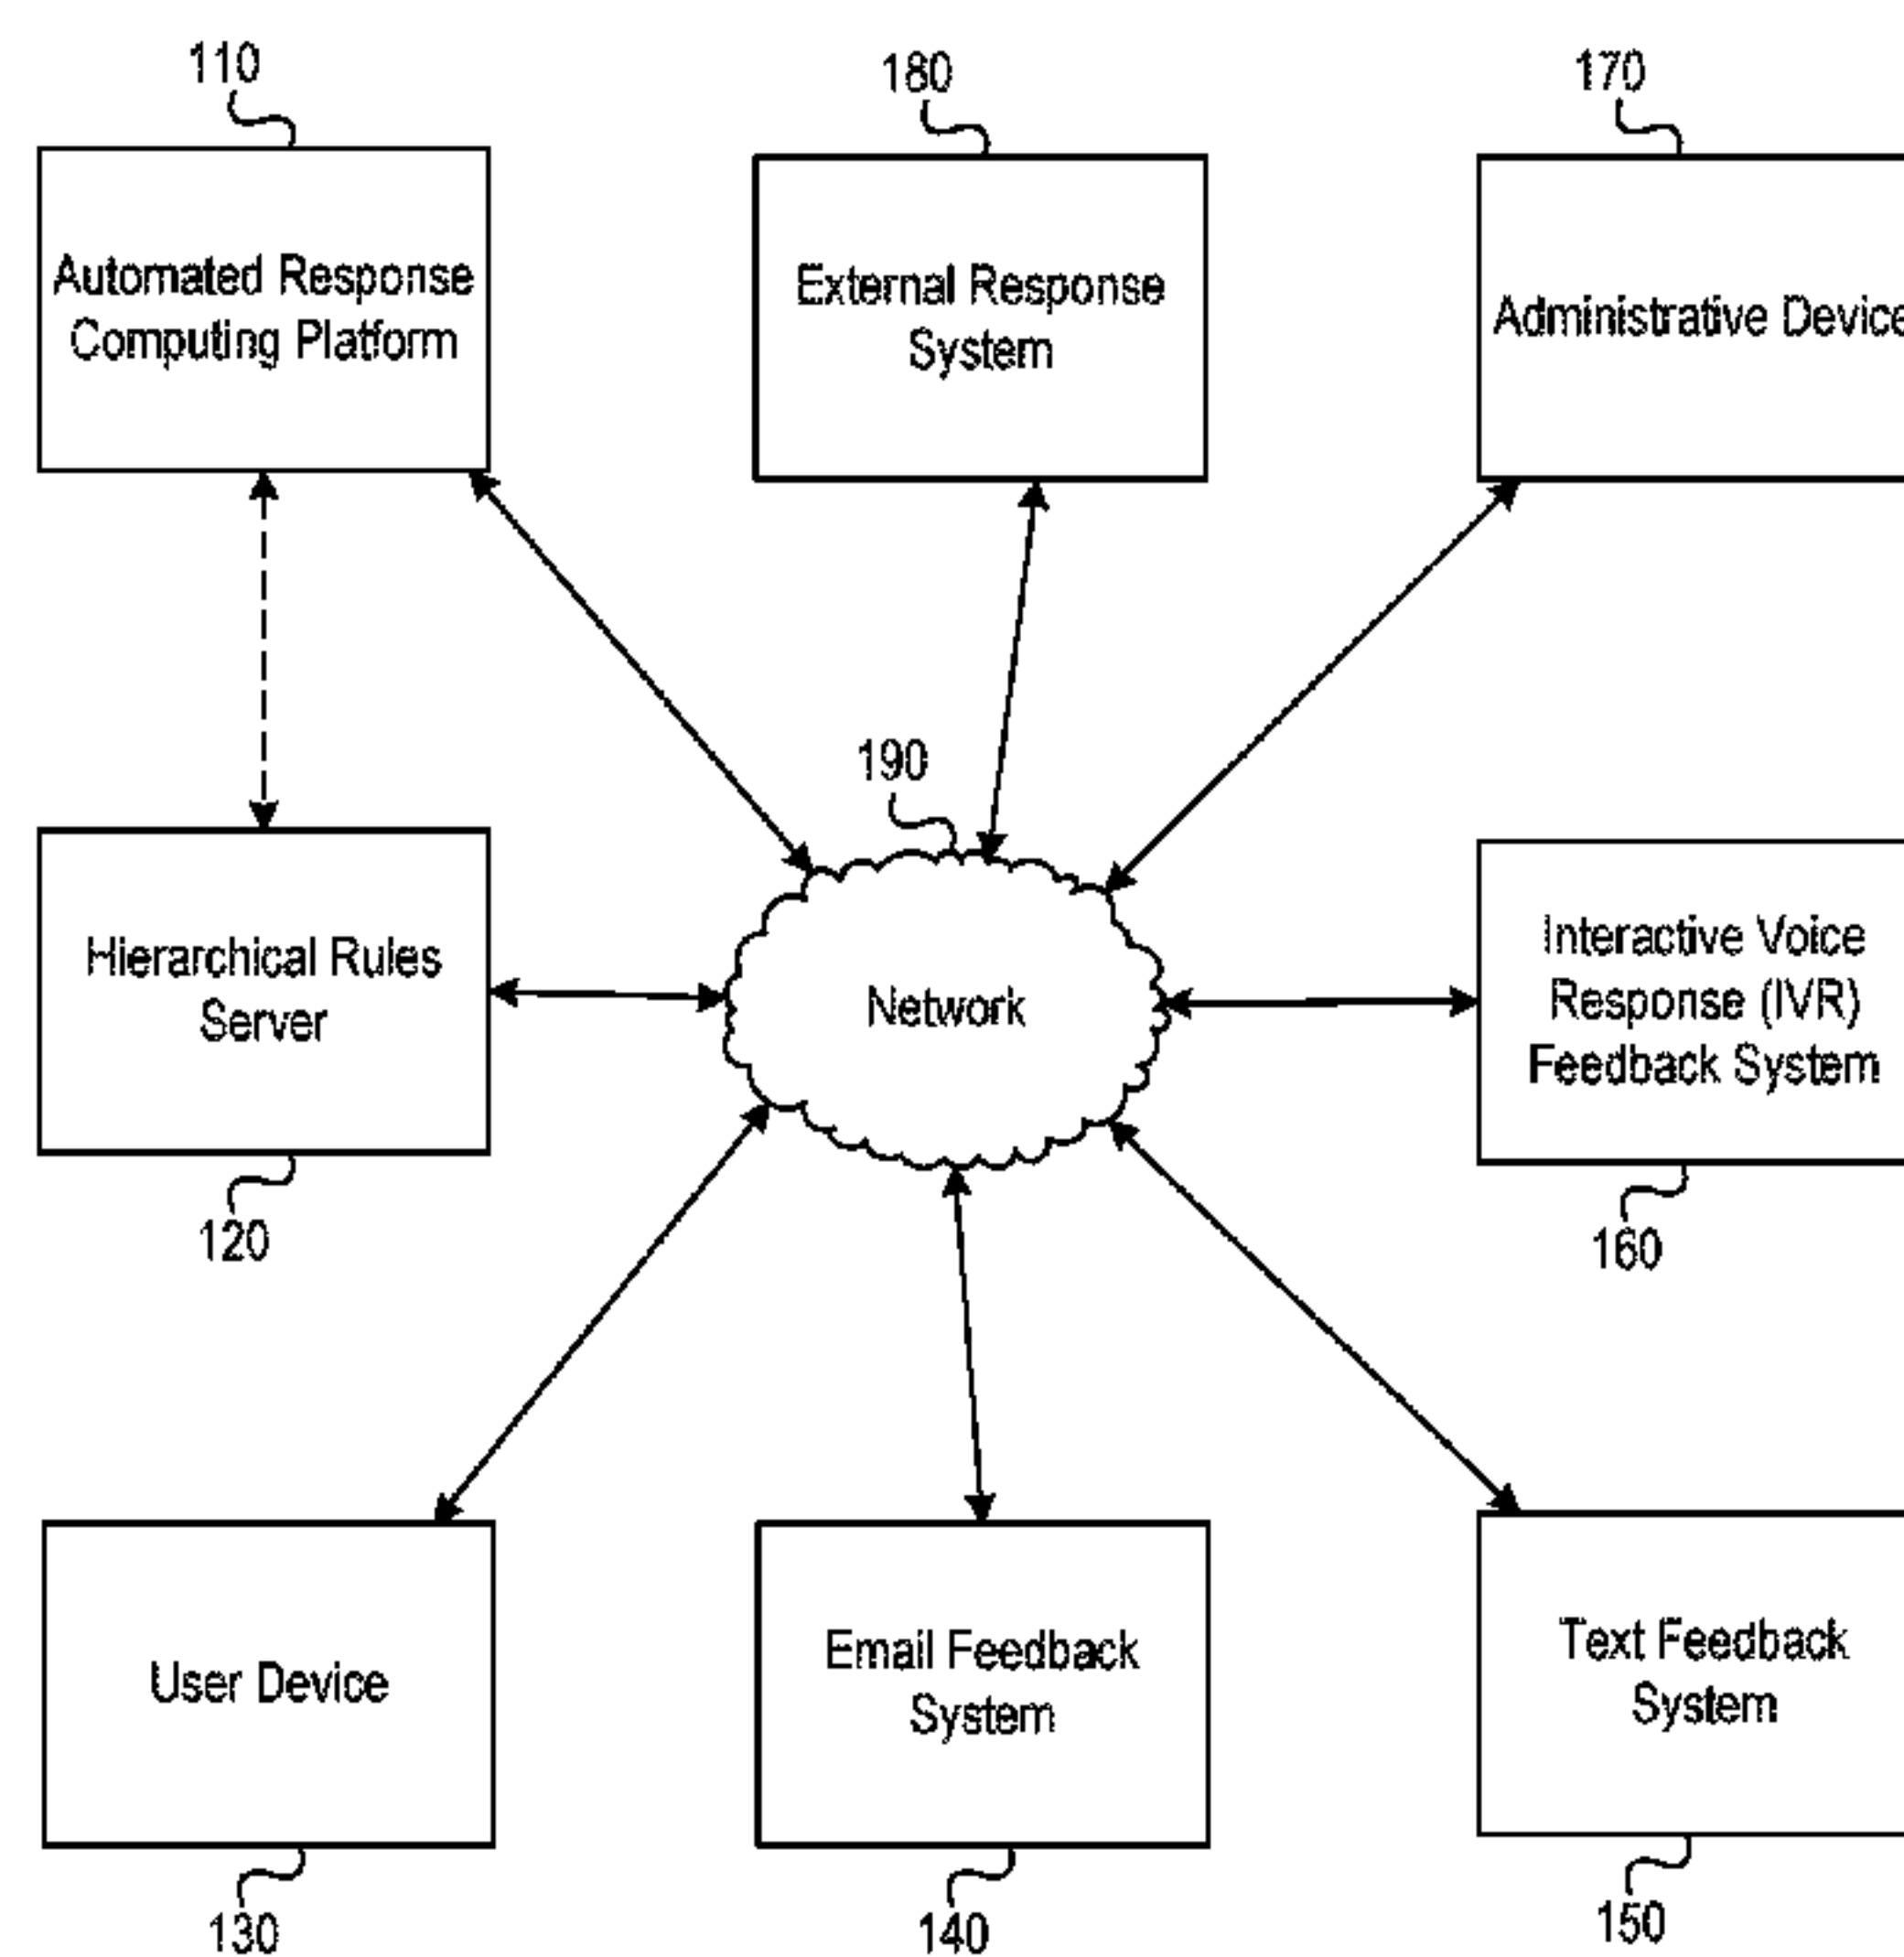 110
180
170
Automated Response
Computing Platform
External Response
System
Administrative Device
190
Hierarchical Rules
Server
Network
Interactive Voice
Response (IVR)
Feedback System
120
160
User Device
Email Feedback
System
Text Feedback
System
130
140
150